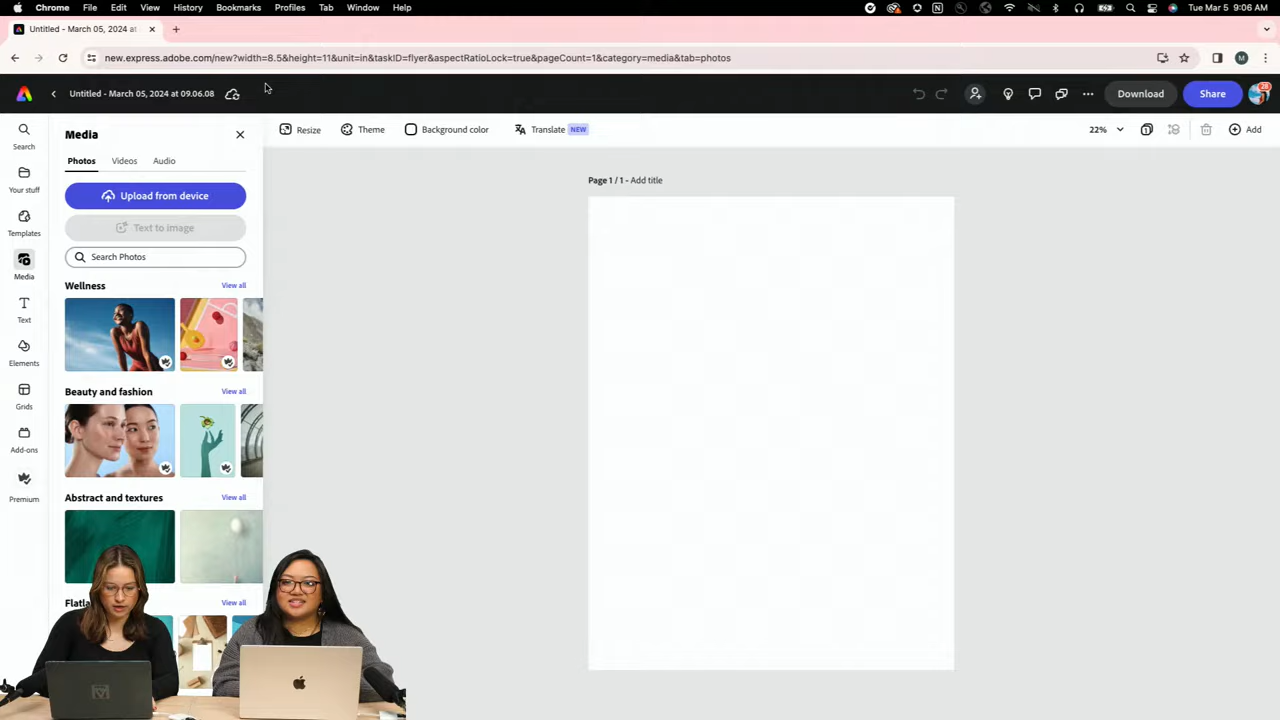 Chrome File Edit View History Bookmarks Profiles Tab Window Help Tue Mar 5 9:06 AM
Untitled - March 05, 2024 at
new.express.adobe.com/new?width=8.5&height=11&unit=in&taskID=flyer&aspectRatioLock=true&pageCount=1&category=media&tab=photos
Untitled - March 05, 2024 at 09.06.08 Download Share
Search
Your stuff
Templates
Media
Text
Elements
Grids
Add-ons
Premium
Media
Photos Videos Audio
Upload from device
Text to image
Search Photos
Wellness View all
Beauty and fashion View all
Abstract and textures View all
Flatla View all
Resize Theme Background color Translate NEW 22% 1 Add
Page 1 / 1 - Add title